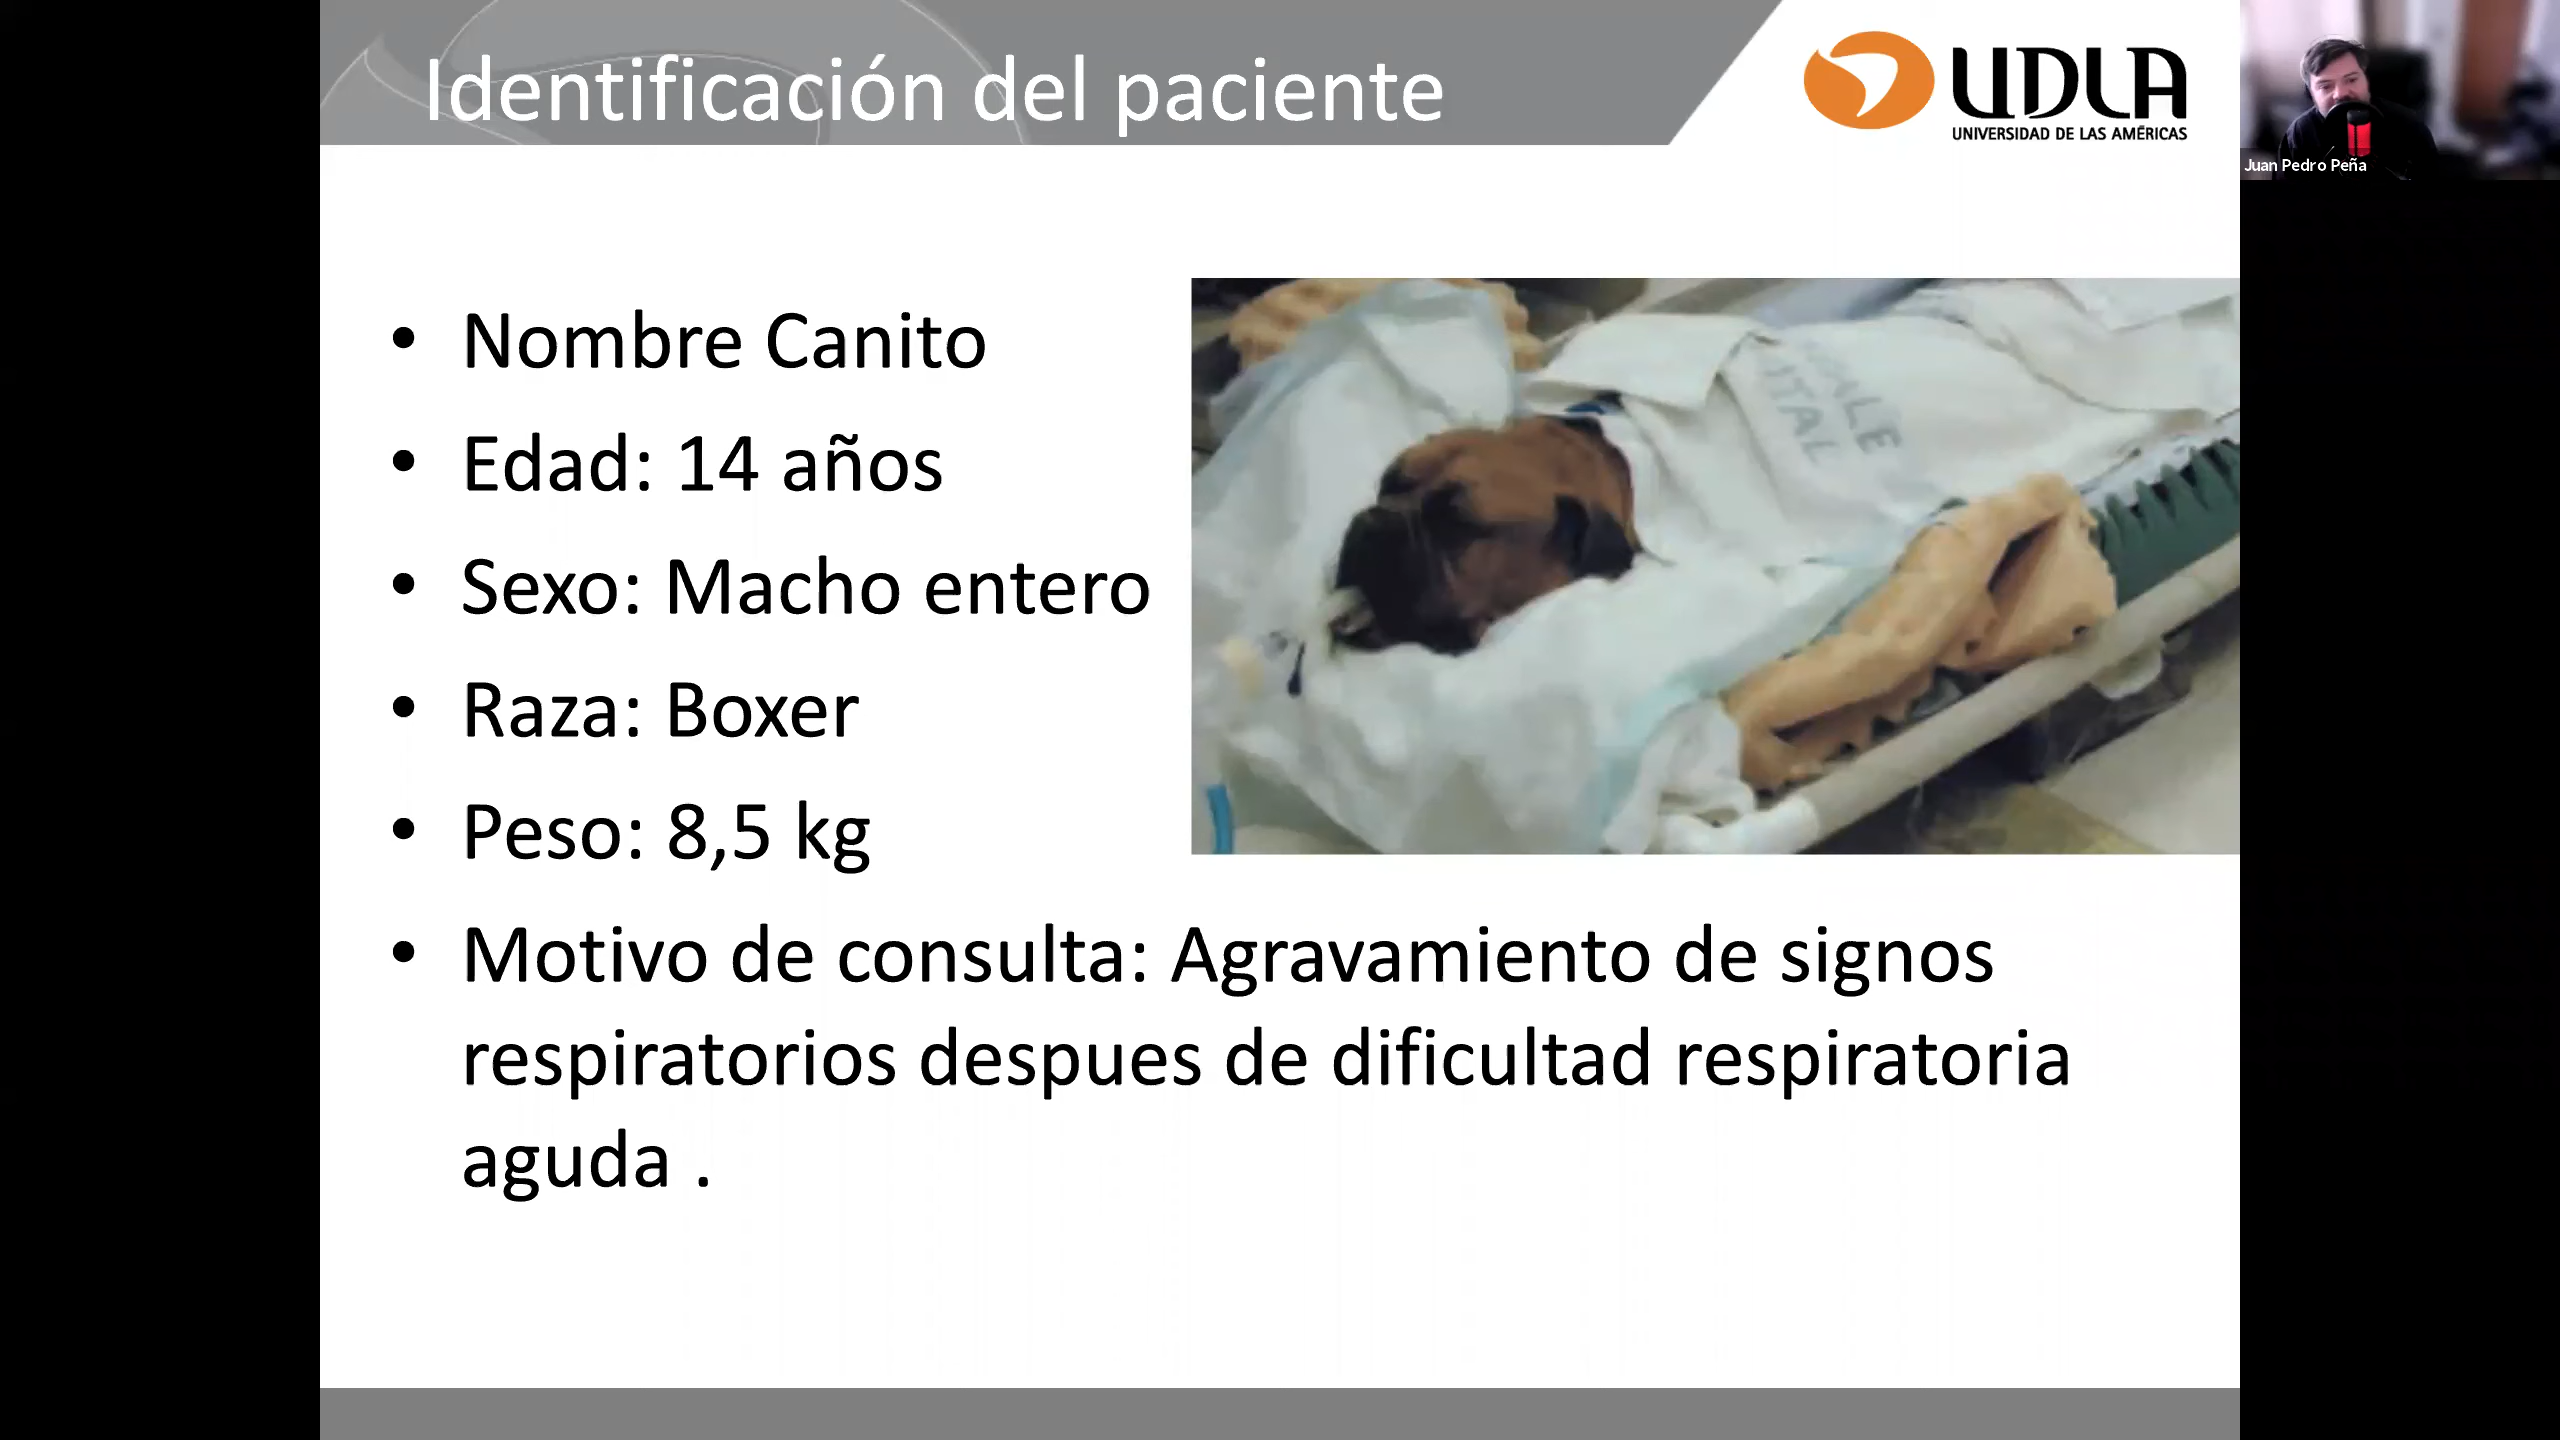 Identificación del paciente
UDLA
UNIVERSIDAD DE LAS AMÉRICAS
Juan Pedro Peña
• Nombre Canito
• Edad: 14 años
• Sexo: Macho entero
• Raza: Boxer
• Peso: 8,5 kg
• Motivo de consulta: Agravamiento de signos
respiratorios despues de dificultad respiratoria
aguda .